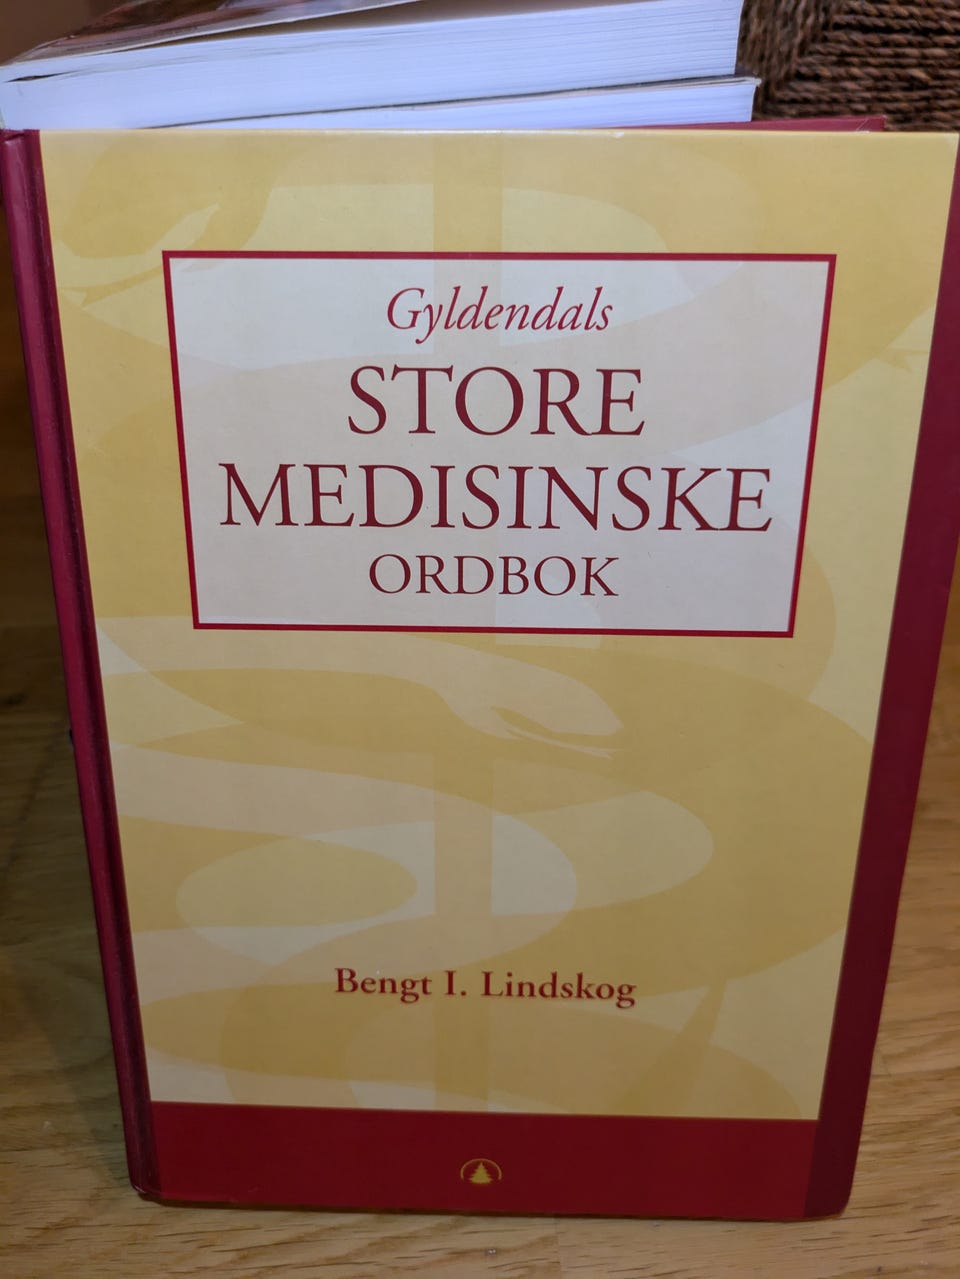 Gyldendals
STORE
MEDISINSKE
ORDBOK
Bengt I. Lindskog